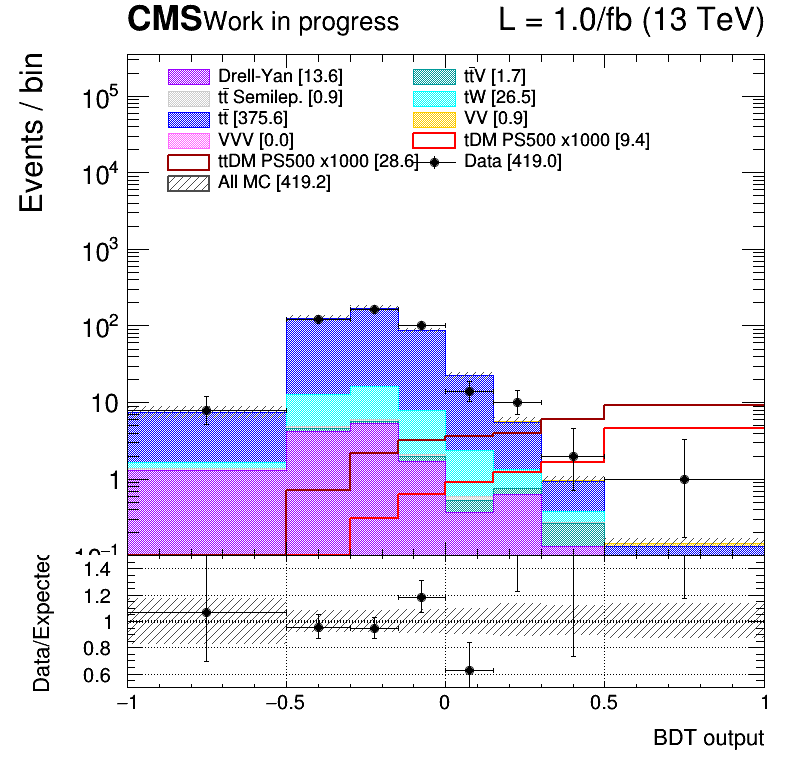 CMS Work in progress L = 1.0/fb (13 TeV)
Events / bin
Drell-Yan [13.6] tt̄V [1.7]
tt̄ Semilep. [0.9] tW [26.5]
tt̄ [375.6] VV [0.9]
VVV [0.0] tDM PS500 x1000 [9.4]
ttDM PS500 x1000 [28.6] Data [419.0]
All MC [419.2]
10⁵
10⁴
10³
10²
10
1
10⁻¹
Data/Expected
1.4
1.2
1
0.8
0.6
−1 −0.5 0 0.5 1
BDT output